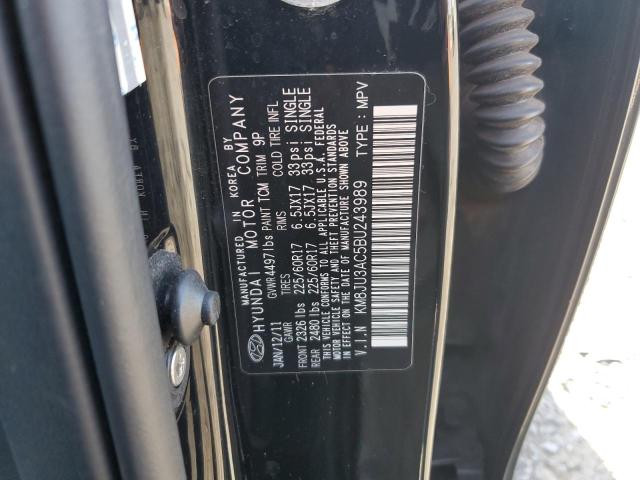 MANUFACTURED IN KOREA BY
HYUNDAI MOTOR COMPANY
JAN/12/11 GVWR 4497 lbs PAINT TCM TRIM 9P
GAWR TIRES RIMS COLD TIRE INFL
FRONT 2326 lbs 225/60R17 6.5JX17 33psi SINGLE
REAR 2480 lbs 225/60R17 6.5JX17 33psi SINGLE
THIS VEHICLE CONFORMS TO ALL APPLICABLE U.S.A. FEDERAL
MOTOR VEHICLE SAFETY AND THEFT PREVENTION STANDARDS
IN EFFECT ON THE DATE OF MANUFACTURE SHOWN ABOVE.
V.I.N KM8JU3AC5BU243989 TYPE : MPV